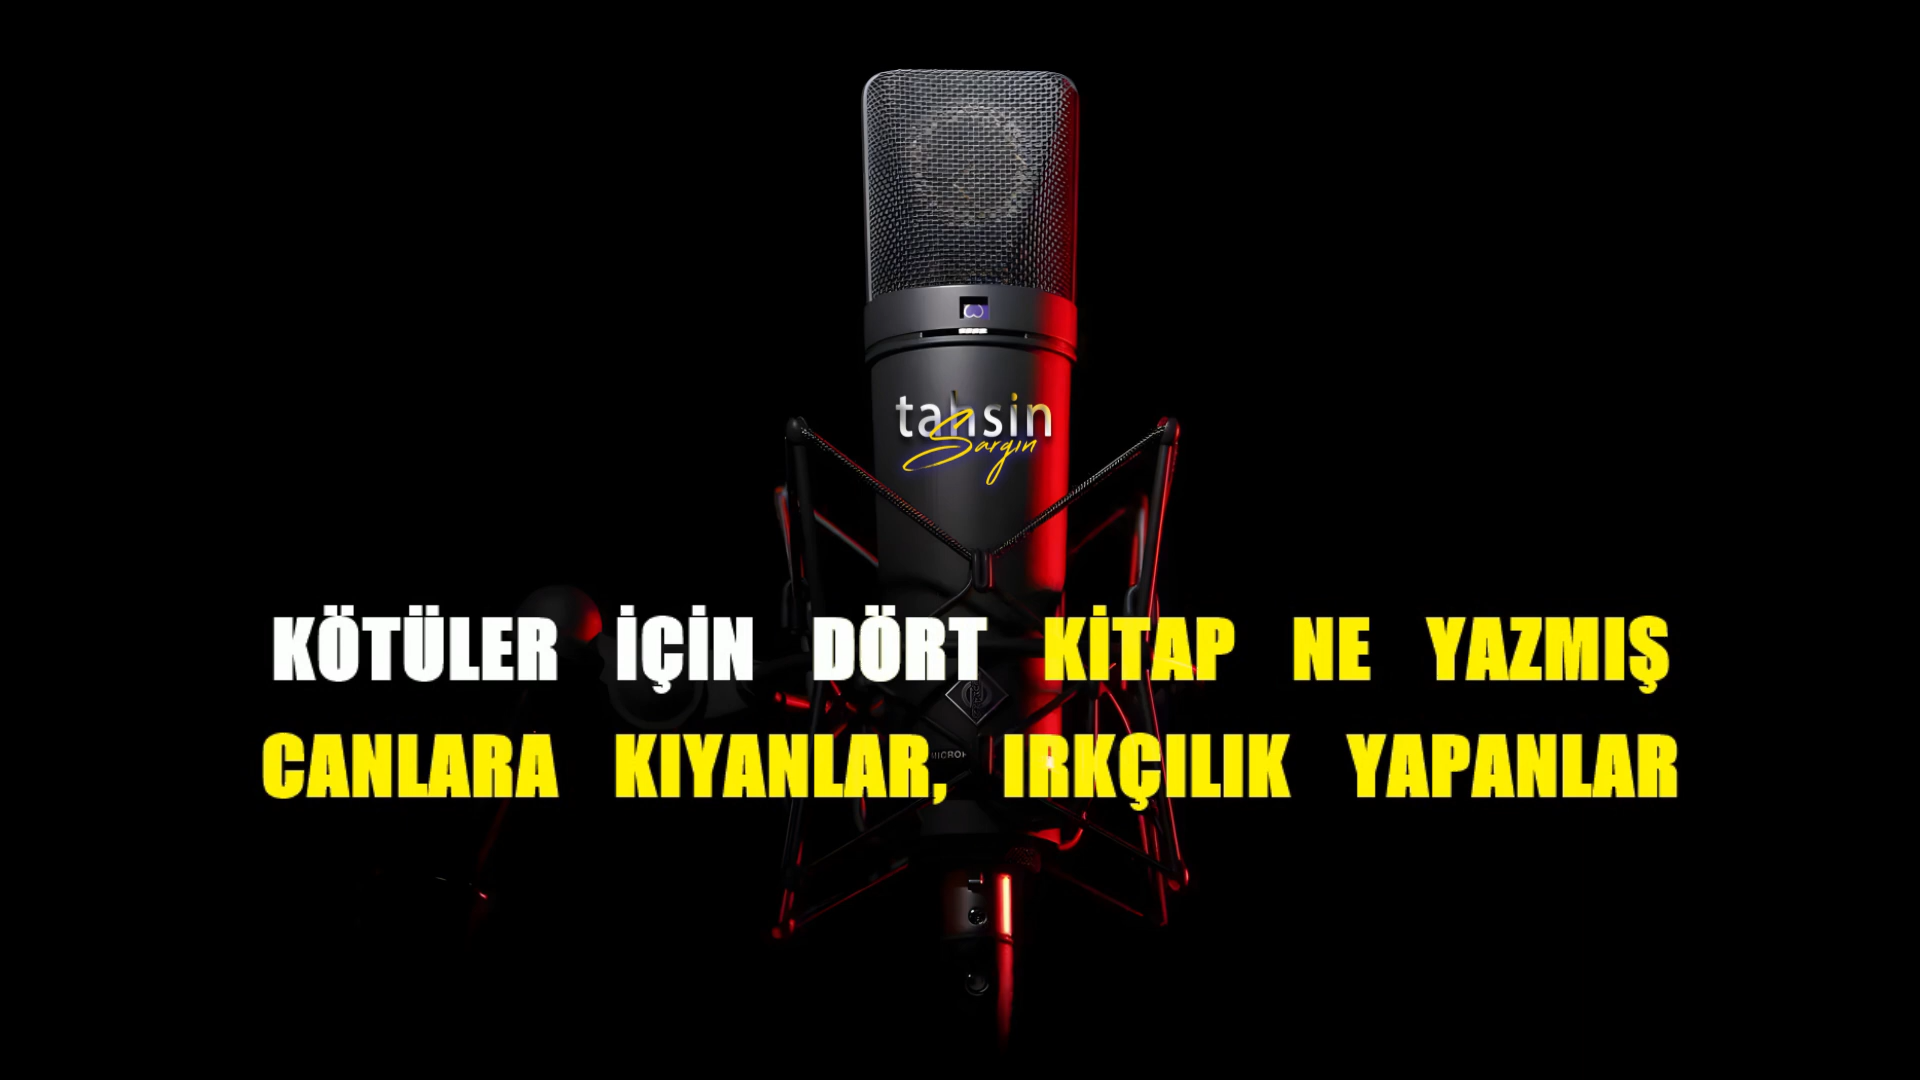 tahsin
Sargın
KÖTÜLER İÇİN DÖRT KİTAP NE YAZMIŞ
CANLARA KIYANLAR, IRKÇILIK YAPANLAR